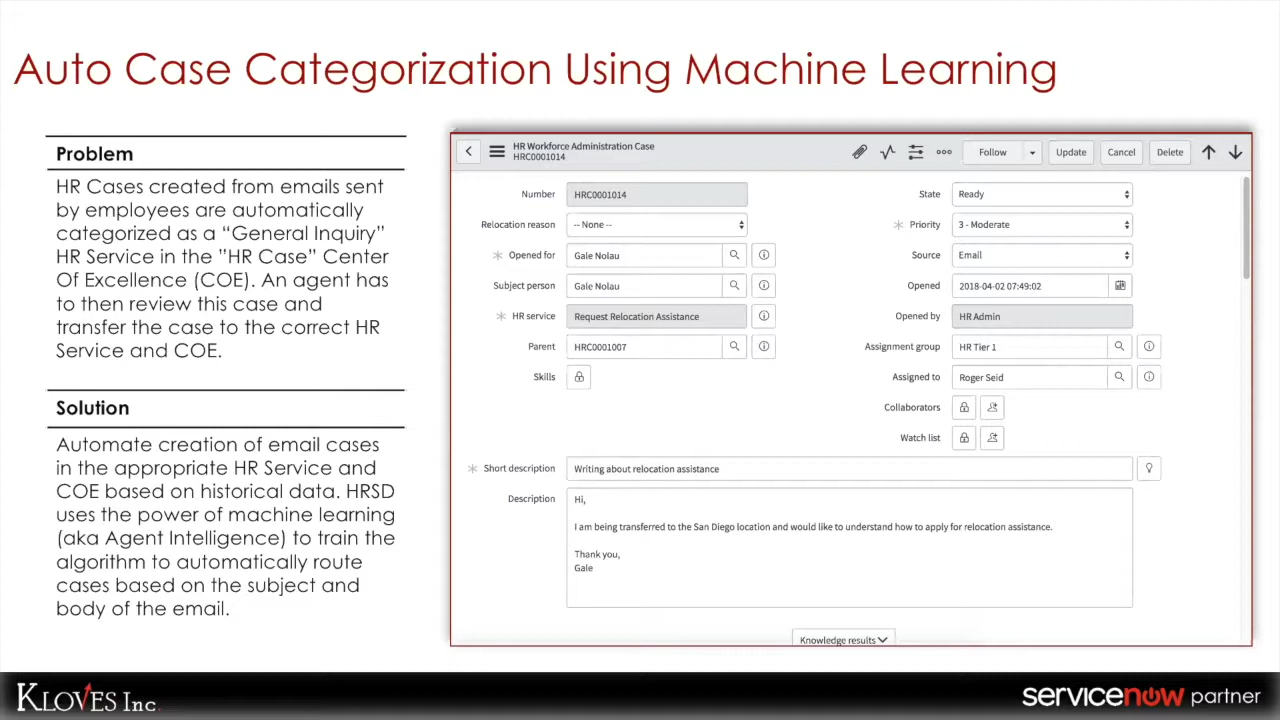 Auto Case Categorization Using Machine Learning
Problem
HR Cases created from emails sent
by employees are automatically
categorized as a “General Inquiry”
HR Service in the ”HR Case” Center
Of Excellence (COE). An agent has
to then review this case and
transfer the case to the correct HR
Service and COE.
Solution
Automate creation of email cases
in the appropriate HR Service and
COE based on historical data. HRSD
uses the power of machine learning
(aka Agent Intelligence) to train the
algorithm to automatically route
cases based on the subject and
body of the email.
HR Workforce Administration Case
HRC0001014
Follow
Update
Cancel
Delete
Number HRC0001014
Relocation reason -- None --
Opened for Gale Nolau
Subject person Gale Nolau
HR service Request Relocation Assistance
Parent HRC0001007
Skills
State Ready
Priority 3 - Moderate
Source Email
Opened 2018-04-02 07:49:02
Opened by HR Admin
Assignment group HR Tier 1
Assigned to Roger Seid
Collaborators
Watch list
Short description Writing about relocation assistance
Description Hi,
I am being transferred to the San Diego location and would like to understand how to apply for relocation assistance.
Thank you,
Gale
Knowledge results
KLOVES Inc.
servicenow partner